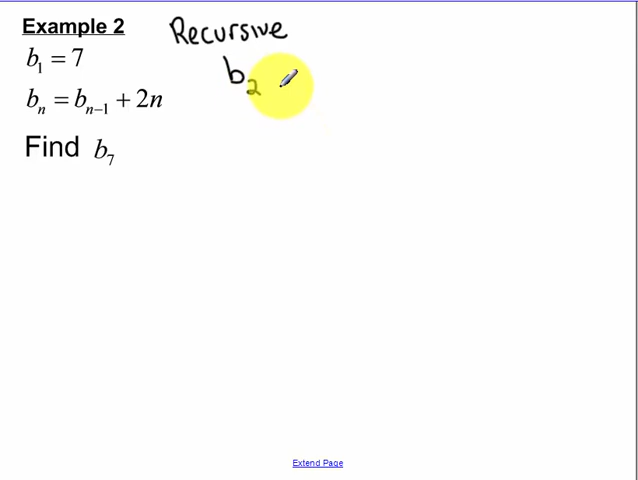 Example 2
Recursive
b₁ = 7
b₂
bₙ = bₙ₋₁ + 2n
Find b₇
Extend Page